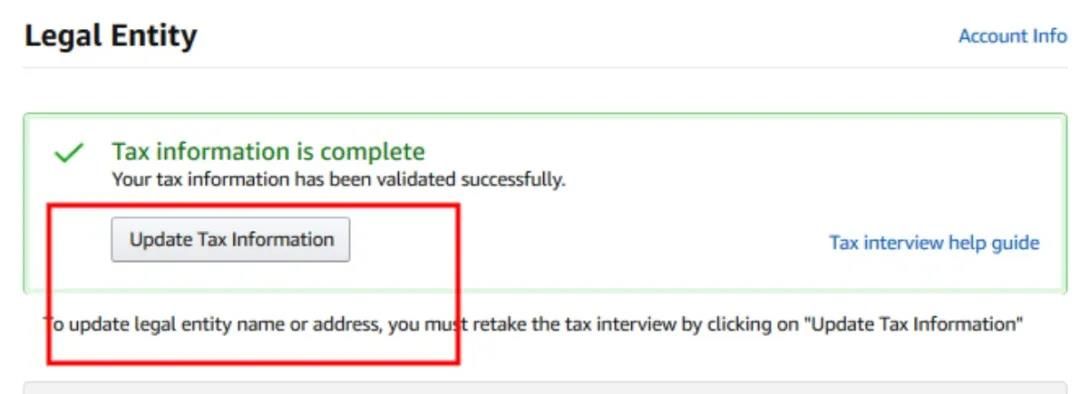 Legal Entity
Account Info
Tax information is complete
Your tax information has been validated successfully.
Update Tax Information
Tax interview help guide
To update legal entity name or address, you must retake the tax interview by clicking on "Update Tax Information"